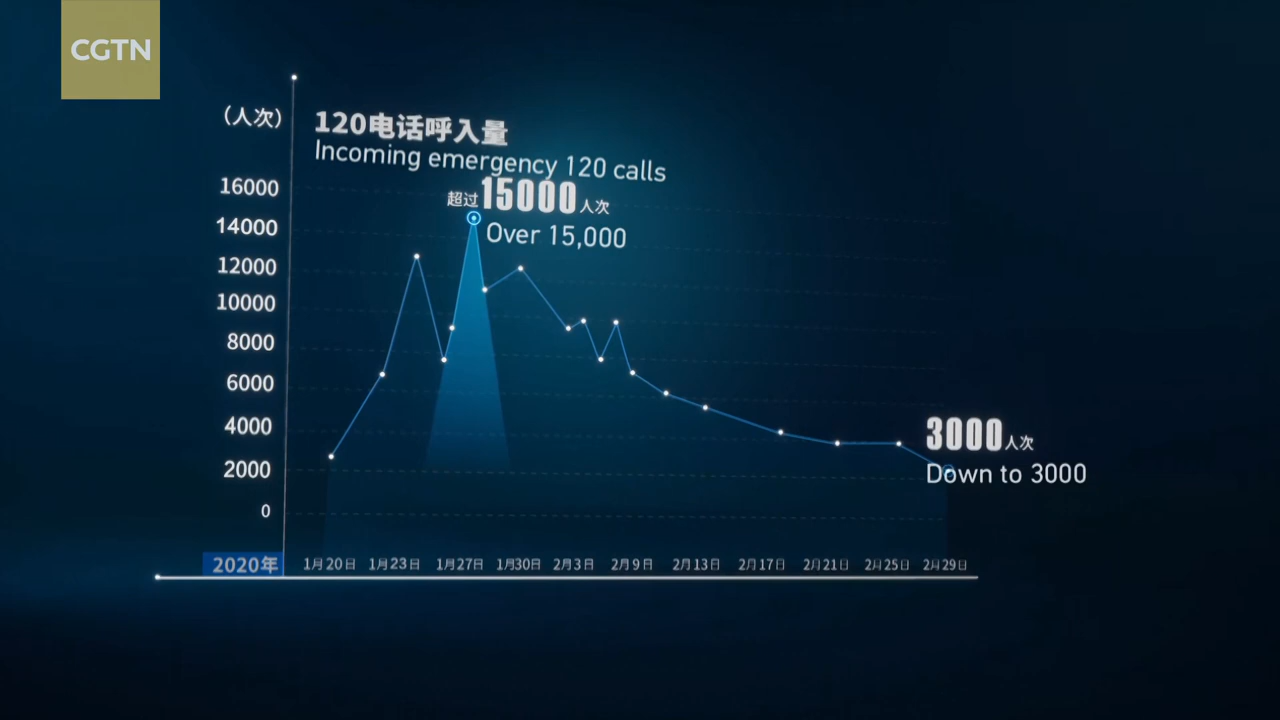 CGTN
（人次）
120电话呼入量
Incoming emergency 120 calls
超过15000人次
Over 15,000
16000
14000
12000
10000
8000
6000
4000
2000
0
3000人次
Down to 3000
2020年 1月20日 1月23日 1月27日 1月30日 2月3日 2月9日 2月13日 2月17日 2月21日 2月25日 2月29日